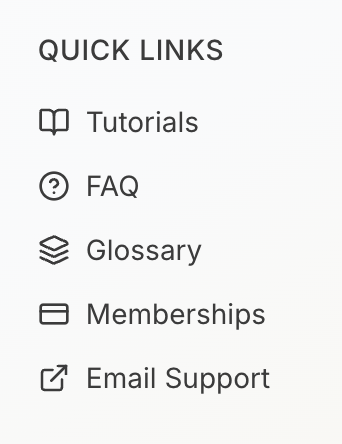 QUICK LINKS
Tutorials
FAQ
Glossary
Memberships
Email Support